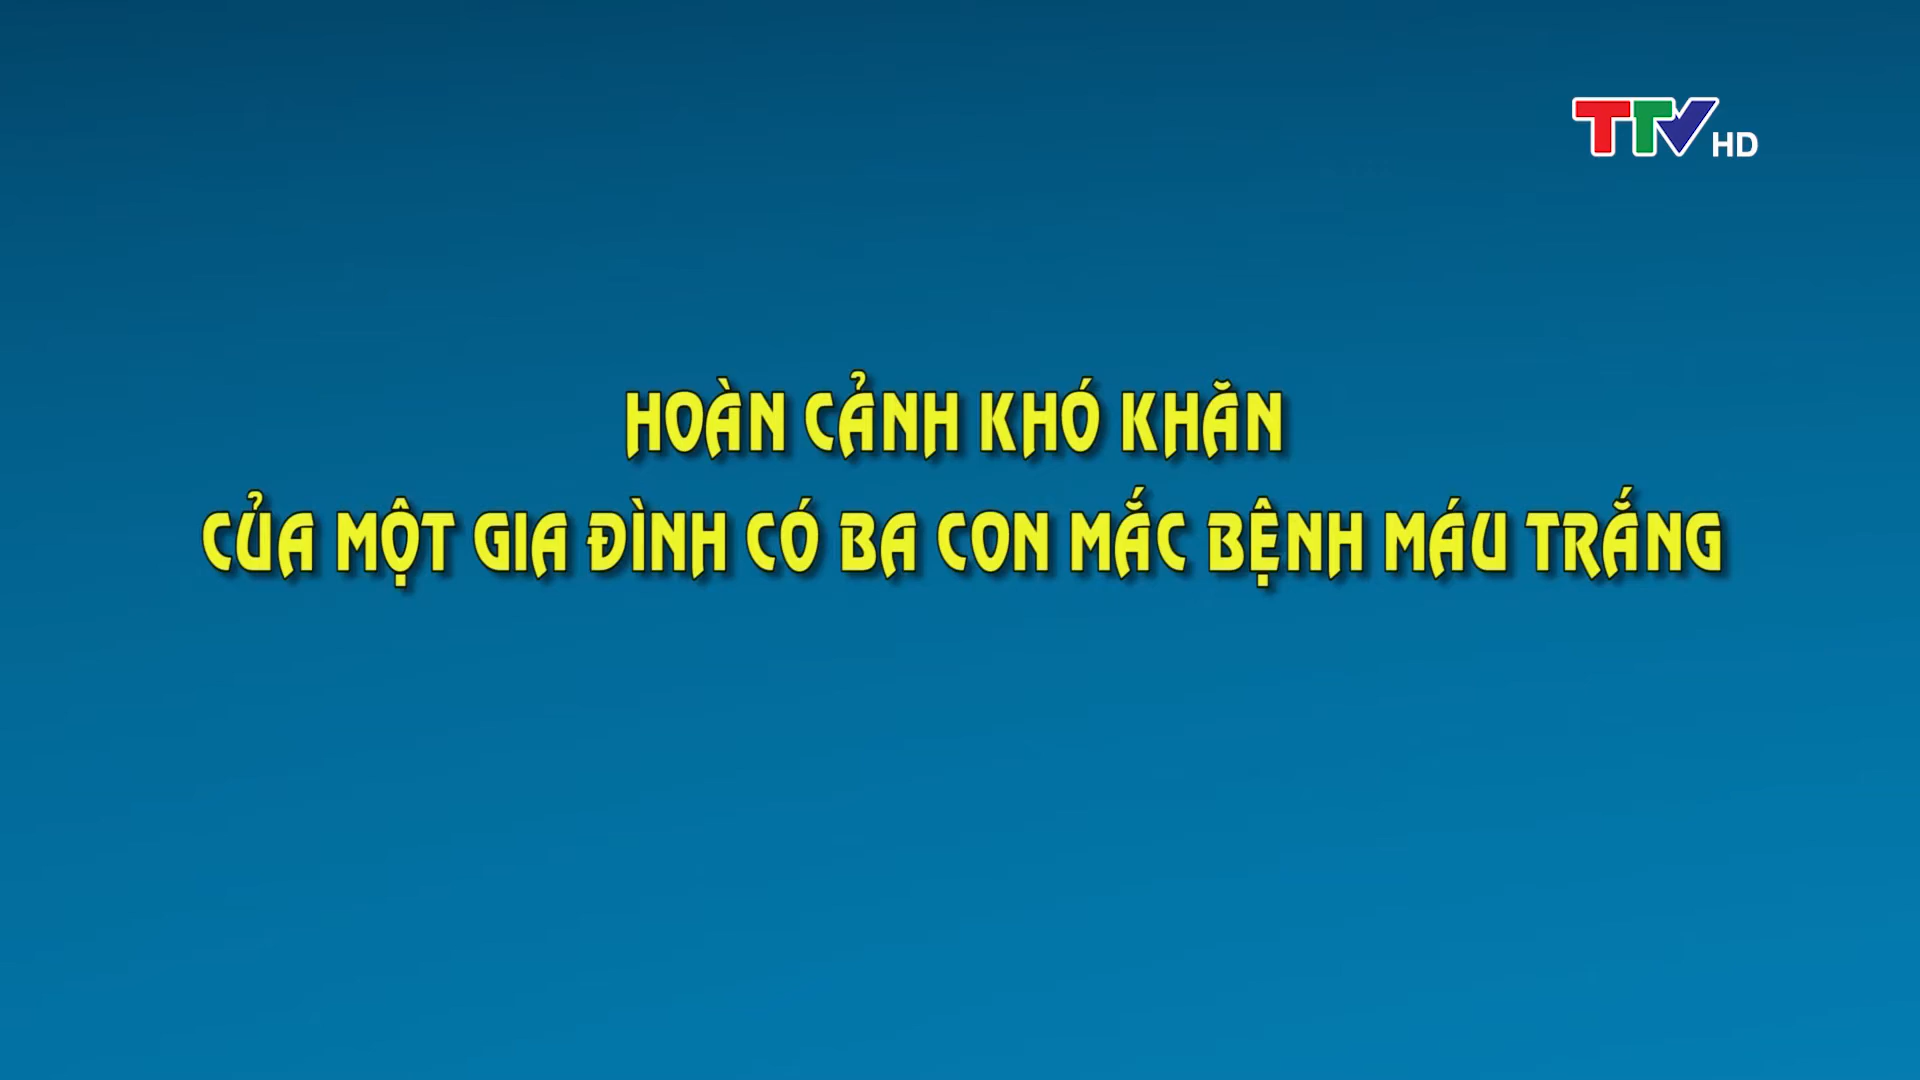 TTV HD
HOÀN CẢNH KHÓ KHĂN
CỦA MỘT GIA ĐÌNH CÓ BA CON MẮC BỆNH MÁU TRẮNG